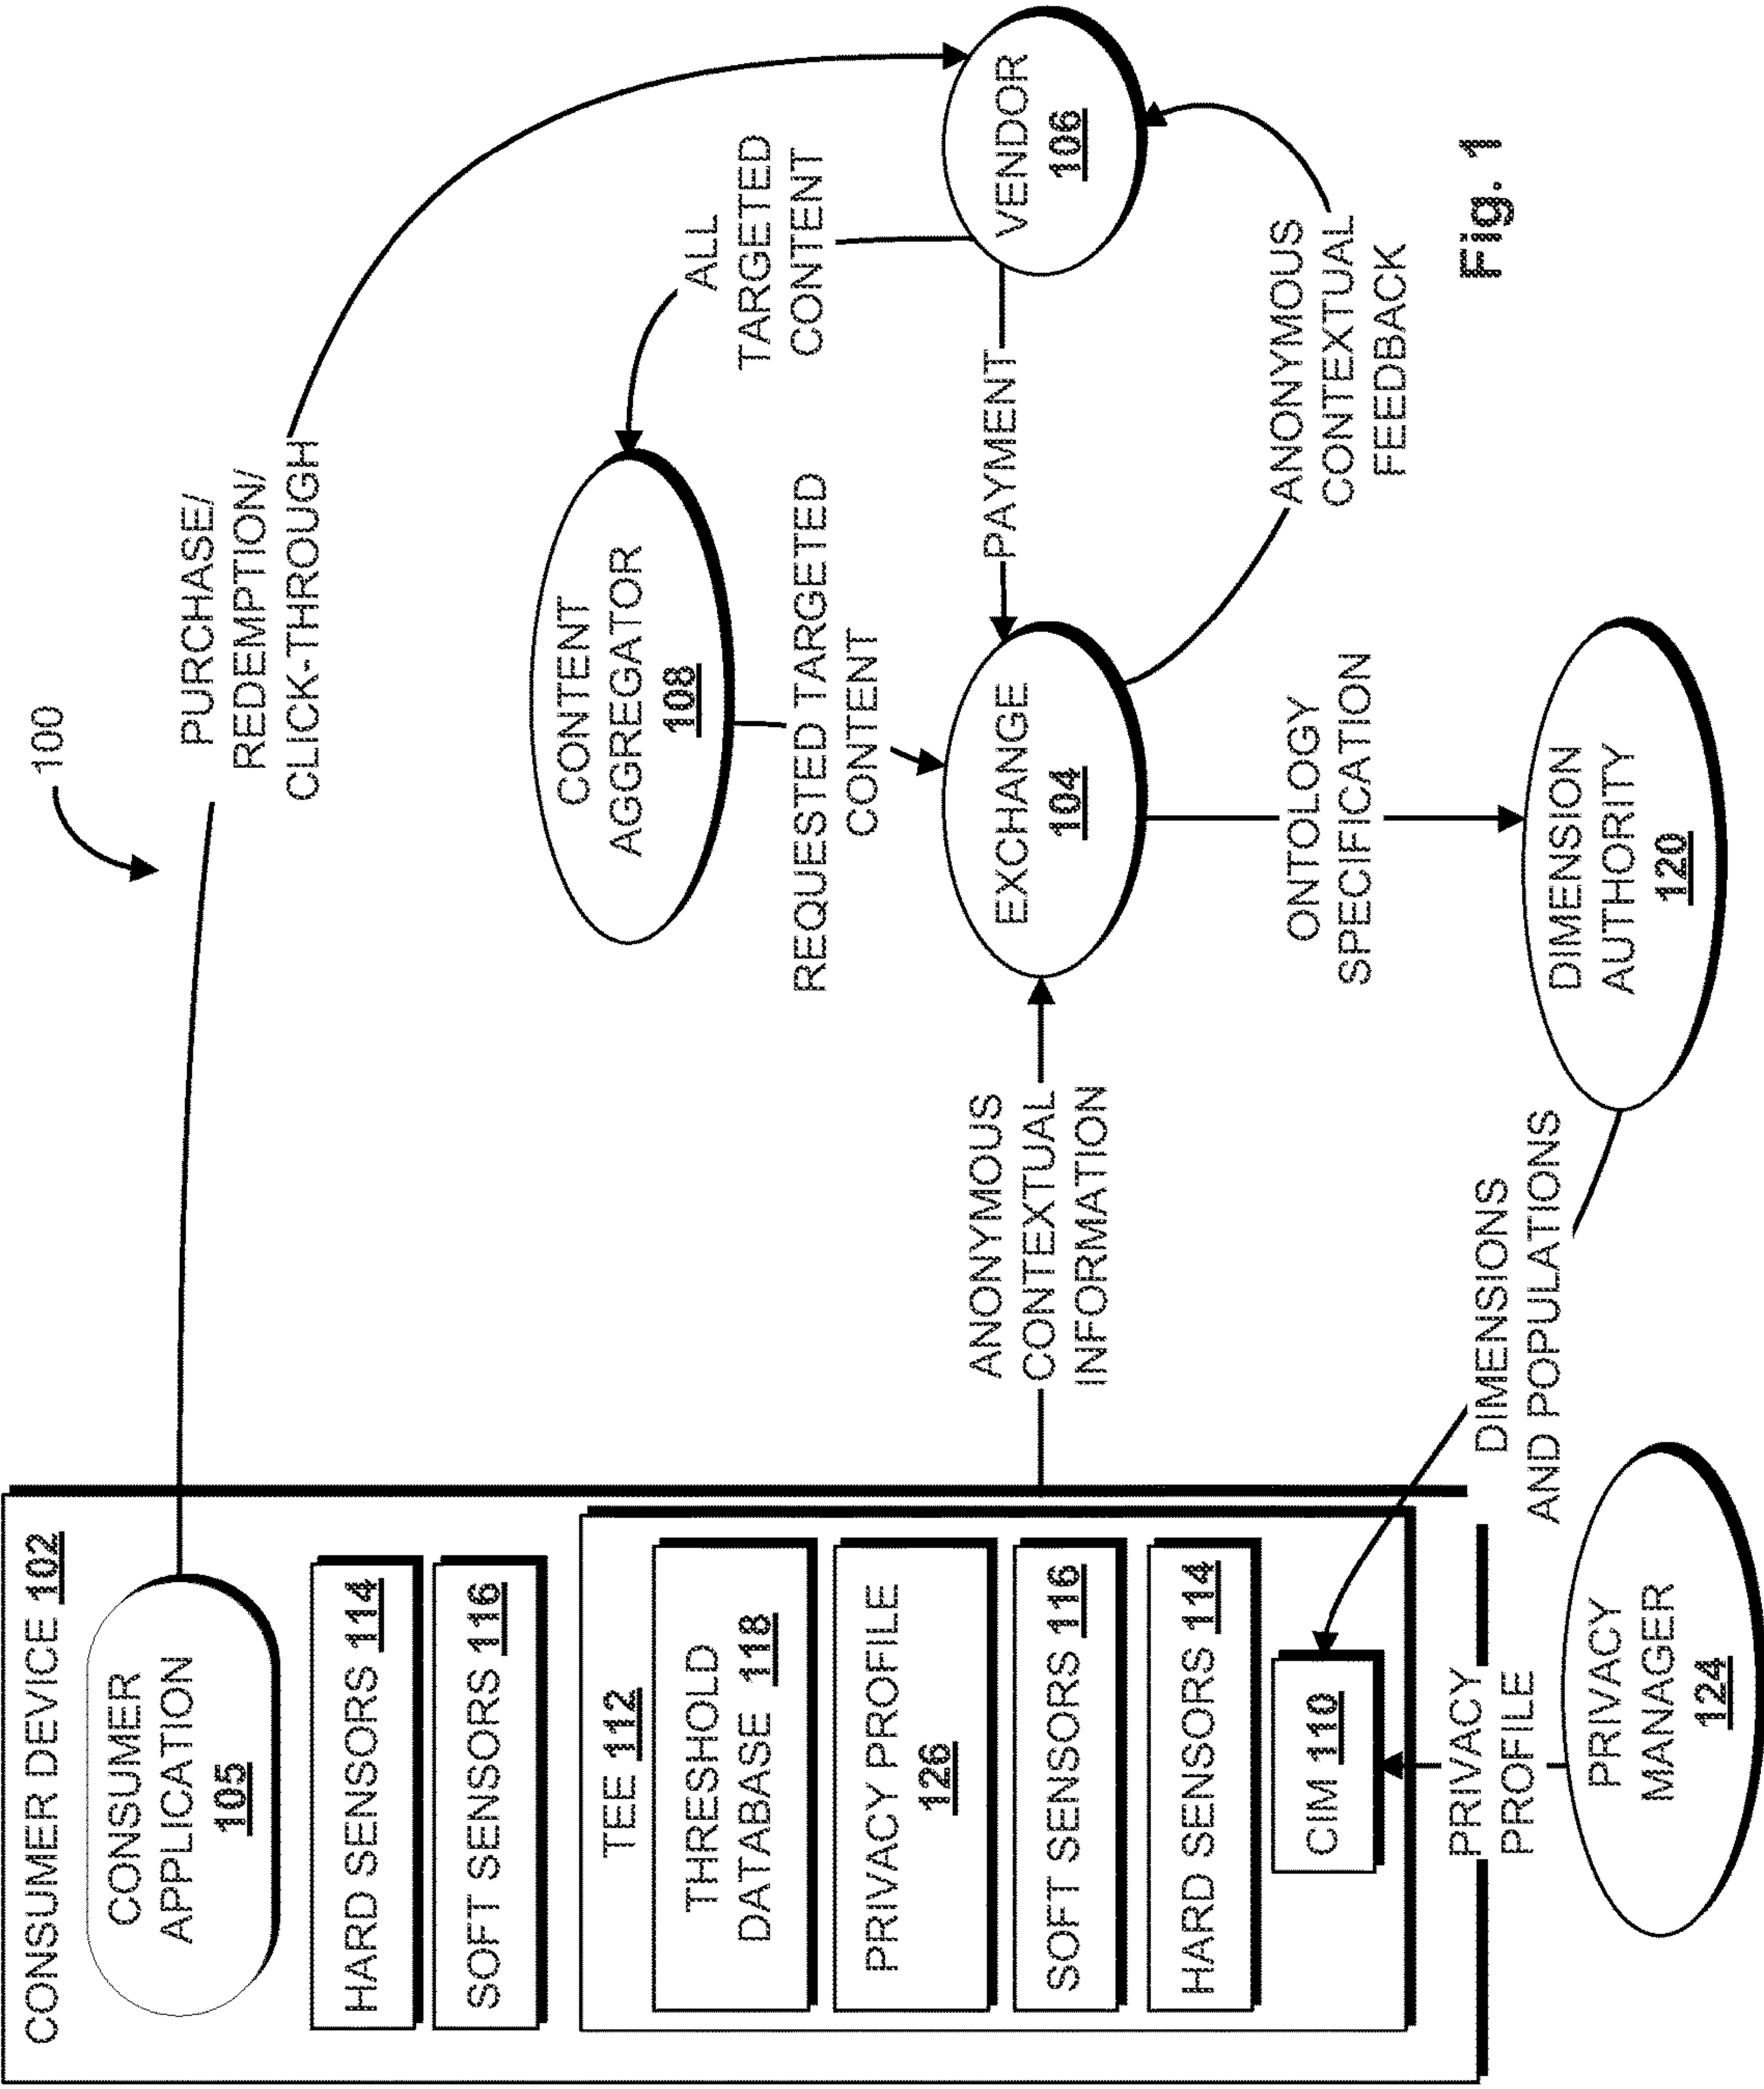 100
CONSUMER DEVICE 102
CONSUMER
APPLICATION
105
HARD SENSORS 114
SOFT SENSORS 116
TEE 112
THRESHOLD
DATABASE 118
PRIVACY PROFILE
126
SOFT SENSORS 116
HARD SENSORS 114
CIM 110
PRIVACY
PROFILE
PRIVACY
MANAGER
124
PURCHASE/
REDEMPTION/
CLICK-THROUGH
CONTENT
AGGREGATOR
108
ALL
TARGETED
CONTENT
REQUESTED TARGETED
CONTENT
ANONYMOUS
CONTEXTUAL
INFORMATION
EXCHANGE
104
PAYMENT
VENDOR
106
ANONYMOUS
CONTEXTUAL
FEEDBACK
ONTOLOGY
SPECIFICATION
DIMENSIONS
AND POPULATIONS
DIMENSION
AUTHORITY
120
Fig. 1